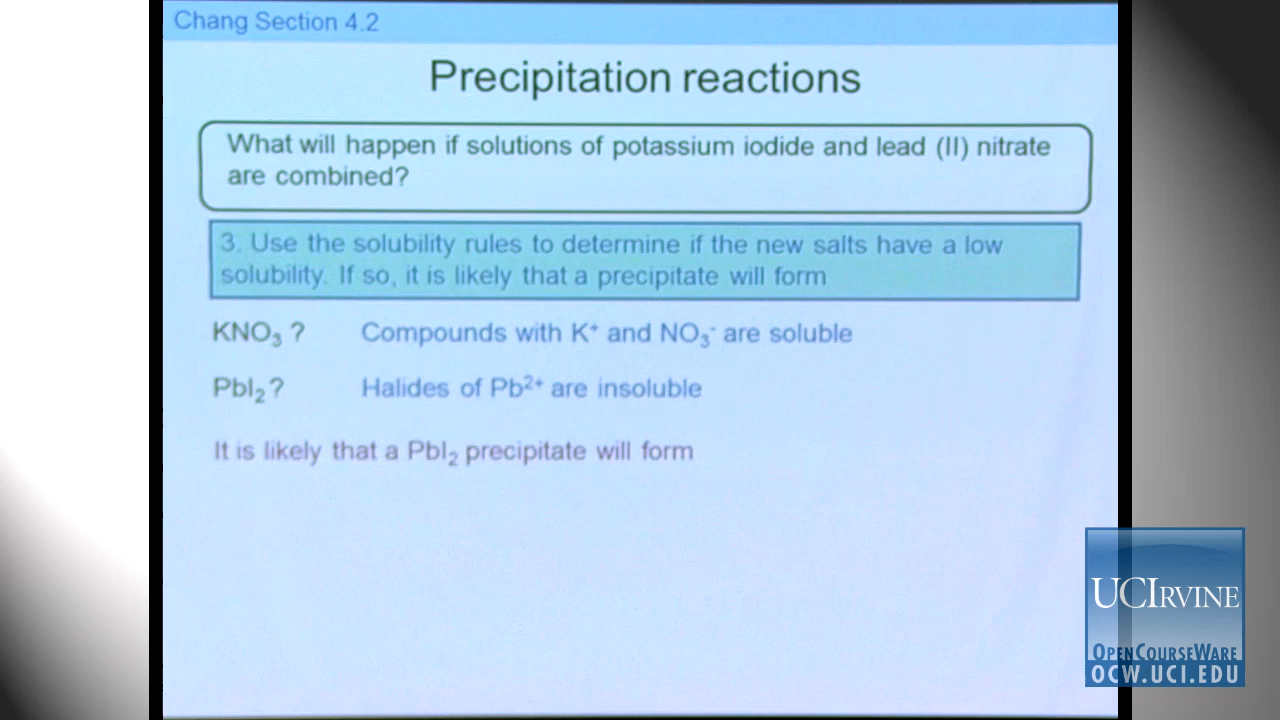 Chang Section 4.2
Precipitation reactions
What will happen if solutions of potassium iodide and lead (II) nitrate
are combined?
3. Use the solubility rules to determine if the new salts have a low
solubility. If so, it is likely that a precipitate will form
KNO₃ ? Compounds with K⁺ and NO₃⁻ are soluble
PbI₂ ? Halides of Pb²⁺ are insoluble
It is likely that a PbI₂ precipitate will form
UCIRVINE
OPENCOURSEWARE
OCW.UCI.EDU